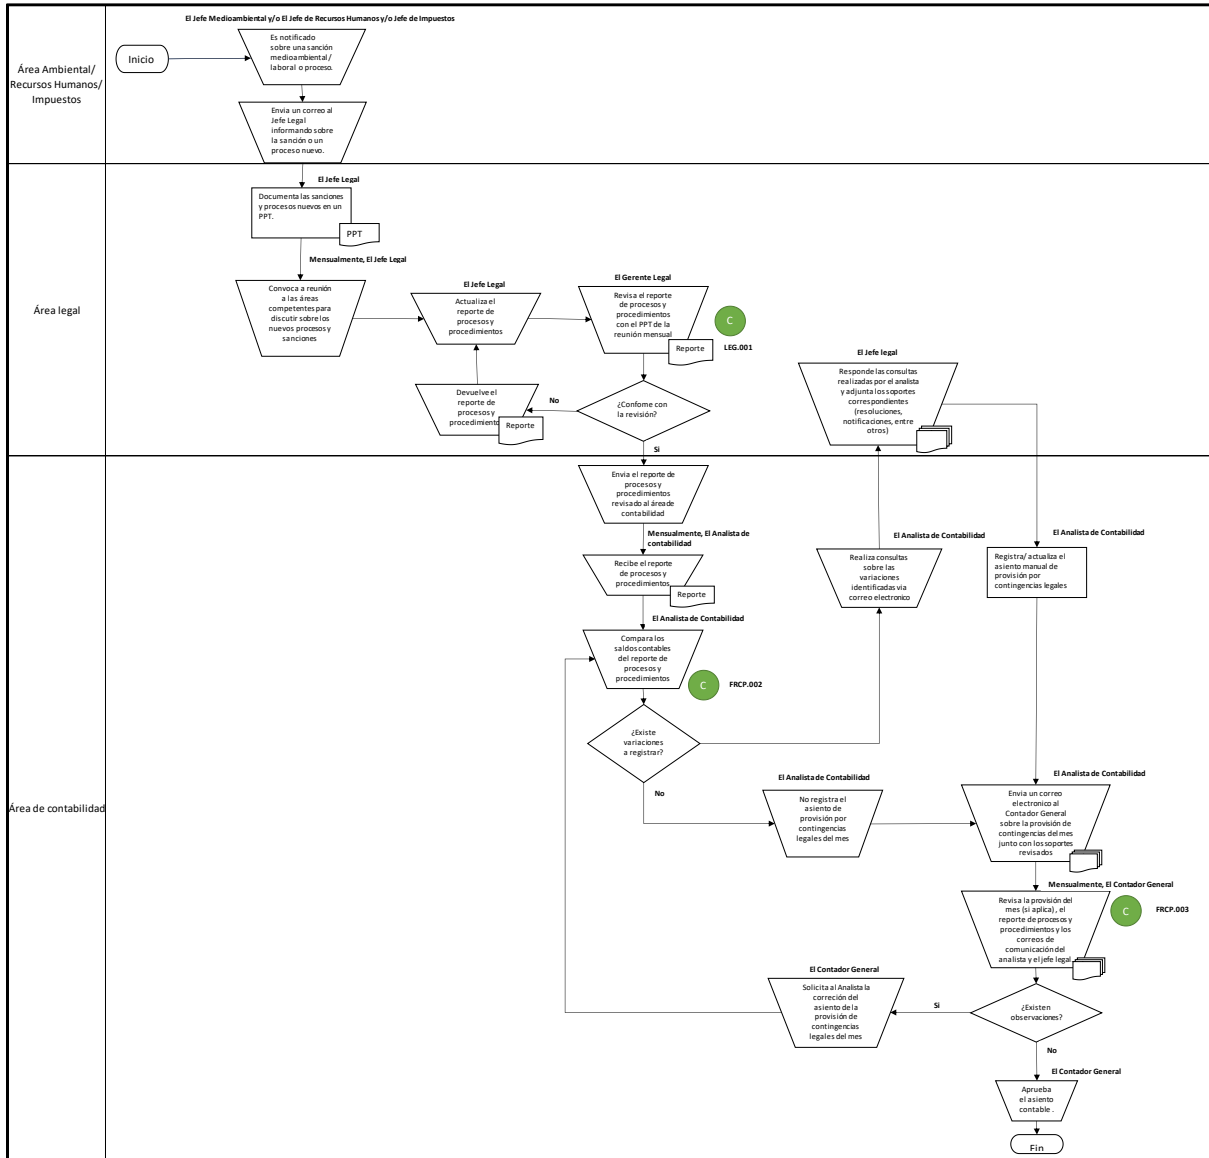 El Jefe Medioambiental y/o El Jefe de Recursos Humanos y/o Jefe de Impuestos
Área Ambiental/
Recursos Humanos/
Impuestos
Inicio
Es notificado
sobre una sanción
medioambiental/
laboral o proceso.
Envia un correo al
Jefe Legal
informando sobre
la sanción o un
proceso nuevo.
Área legal
El Jefe Legal
Documenta las sanciones
y procesos nuevos en un
PPT.
PPT
Mensualmente, El Jefe Legal
Convoca a reunión
a las áreas
competentes para
discutir sobre los
nuevos procesos y
sanciones
El Jefe Legal
Actualiza el
reporte de
procesos y
procedimientos
El Gerente Legal
Revisa el reporte
de procesos y
procedimientos
con el PPT de la
reunión mensual
Reporte
C
LEG.001
¿Confome con
la revisión?
No
Devuelve el
reporte de
procesos y
procedimiento
Reporte
Si
El Jefe legal
Responde las consultas
realizadas por el analista
y adjunta los soportes
correspondientes
(resoluciones,
notificaciones, entre
otros)
Área de contabilidad
Envia el reporte de
procesos y
procedimientos
revisado al área de
contabilidad
Mensualmente, El Analista de
contabilidad
Recibe el reporte
de procesos y
procedimientos
Reporte
El Analista de Contabilidad
Compara los
saldos contables
del reporte de
procesos y
procedimientos
C
FRCP.002
¿Existe
variaciones
a registrar?
No
El Analista de Contabilidad
Realiza consultas
sobre las
variaciones
identificadas via
correo electronico
El Analista de Contabilidad
Registra/ actualiza el
asiento manual de
provisión por
contingencias legales
El Analista de Contabilidad
No registra el
asiento de
provisión por
contingencias
legales del mes
El Analista de Contabilidad
Envia un correo
electronico al
Contador General
sobre la provisión de
contingencias del mes
junto con los soportes
revisados
Mensualmente, El Contador General
Revisa la provisión del
mes (si aplica) , el
reporte de procesos y
procedimientos y los
correos de
comunicación del
analista y el jefe legal
C
FRCP.003
¿Existen
observaciones?
Si
El Contador General
Solicita al Analista la
correción del
asiento de la
provisión de
contingencias
legales del mes
No
El Contador General
Aprueba
el asiento
contable .
Fin